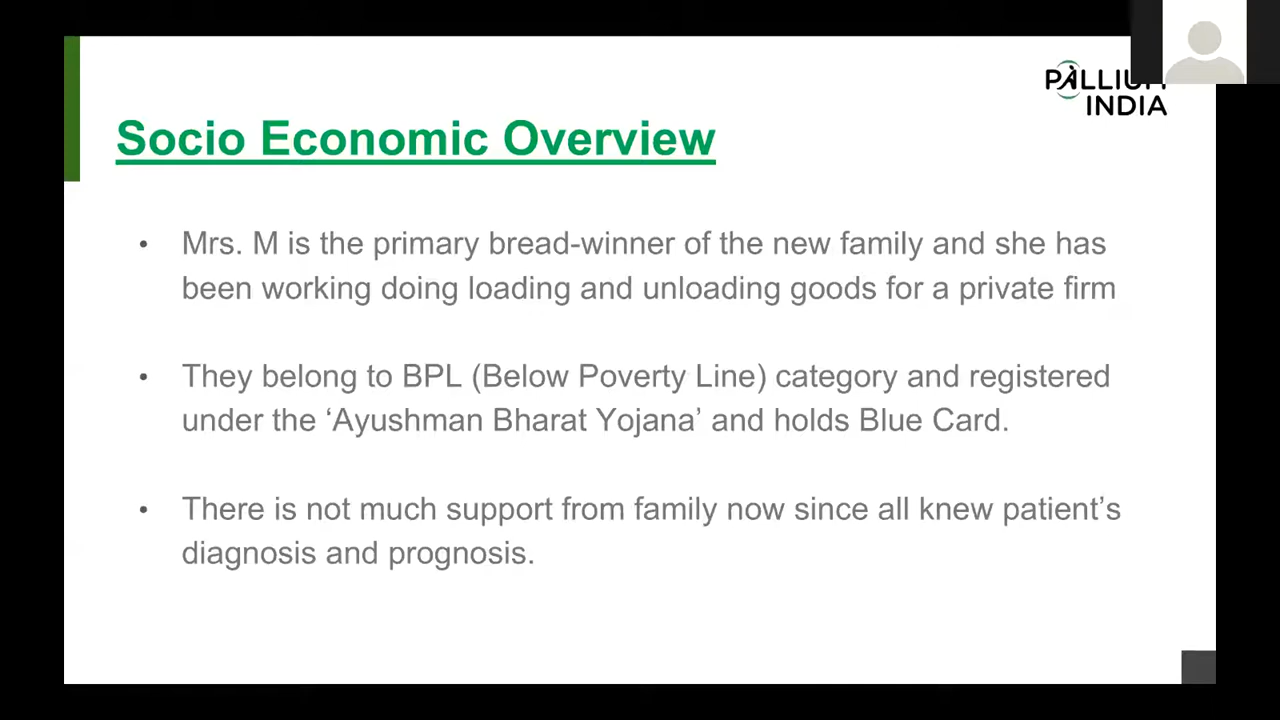 PALLIUM
INDIA
Socio Economic Overview
• Mrs. M is the primary bread-winner of the new family and she has
been working doing loading and unloading goods for a private firm
• They belong to BPL (Below Poverty Line) category and registered
under the ‘Ayushman Bharat Yojana’ and holds Blue Card.
• There is not much support from family now since all knew patient’s
diagnosis and prognosis.